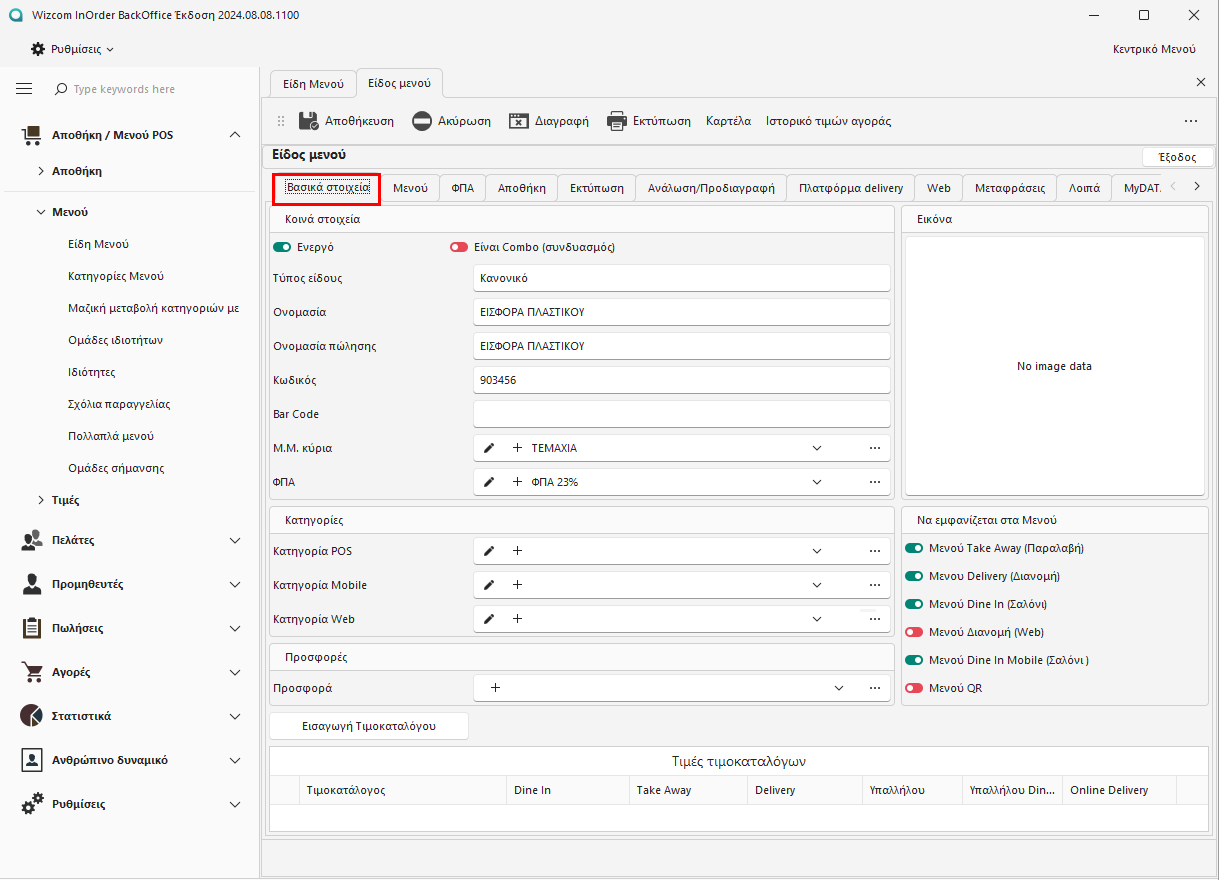 Wizcom InOrder BackOffice Έκδοση 2024.08.08.1100
Ρυθμίσεις
Κεντρικό Μενού
Type keywords here
Αποθήκη / Μενού POS
Αποθήκη
Μενού
Είδη Μενού
Κατηγορίες Μενού
Μαζική μεταβολή κατηγοριών με
Ομάδες ιδιοτήτων
Ιδιότητες
Σχόλια παραγγελίας
Πολλαπλά μενού
Ομάδες σήμανσης
Τιμές
Πελάτες
Προμηθευτές
Πωλήσεις
Αγορές
Στατιστικά
Ανθρώπινο δυναμικό
Ρυθμίσεις
Είδη Μενού
Είδος μενού
Αποθήκευση
Ακύρωση
Διαγραφή
Εκτύπωση
Καρτέλα
Ιστορικό τιμών αγοράς
Είδος μενού
Έξοδος
Βασικά στοιχεία
Μενού
ΦΠΑ
Αποθήκη
Εκτύπωση
Ανάλωση/Προδιαγραφή
Πλατφόρμα delivery
Web
Μεταφράσεις
Λοιπά
MyDAT.
Κοινά στοιχεία
Ενεργό
Είναι Combo (συνδυασμός)
Τύπος είδους
Κανονικό
Ονομασία
ΕΙΣΦΟΡΑ ΠΛΑΣΤΙΚΟΥ
Ονομασία πώλησης
ΕΙΣΦΟΡΑ ΠΛΑΣΤΙΚΟΥ
Κωδικός
903456
Bar Code
Μ.Μ. κύρια
ΤΕΜΑΧΙΑ
ΦΠΑ
ΦΠΑ 23%
Εικόνα
No image data
Κατηγορίες
Κατηγορία POS
Κατηγορία Mobile
Κατηγορία Web
Να εμφανίζεται στα Μενού
Μενού Take Away (Παραλαβή)
Μενου Delivery (Διανομή)
Μενού Dine In (Σαλόνι)
Μενού Διανομή (Web)
Μενού Dine In Mobile (Σαλόνι )
Μενού QR
Προσφορές
Προσφορά
Εισαγωγή Τιμοκαταλόγου
Τιμές τιμοκαταλόγων
Τιμοκατάλογος
Dine In
Take Away
Delivery
Υπαλλήλου
Υπαλλήλου Din...
Online Delivery